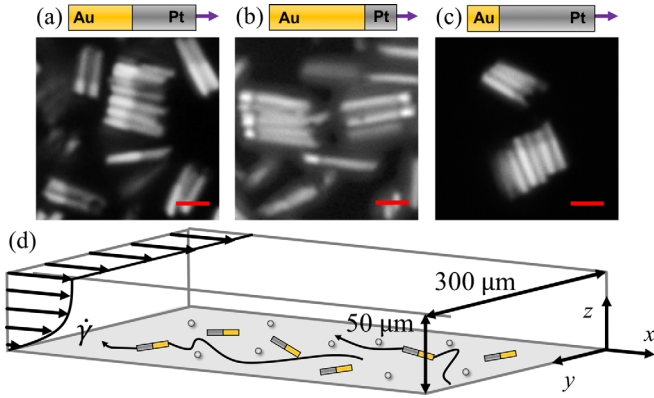 (a) Au Pt (b) Au Pt (c) Au Pt
(d)
300 μm
50 μm
γ̇
z
x
y